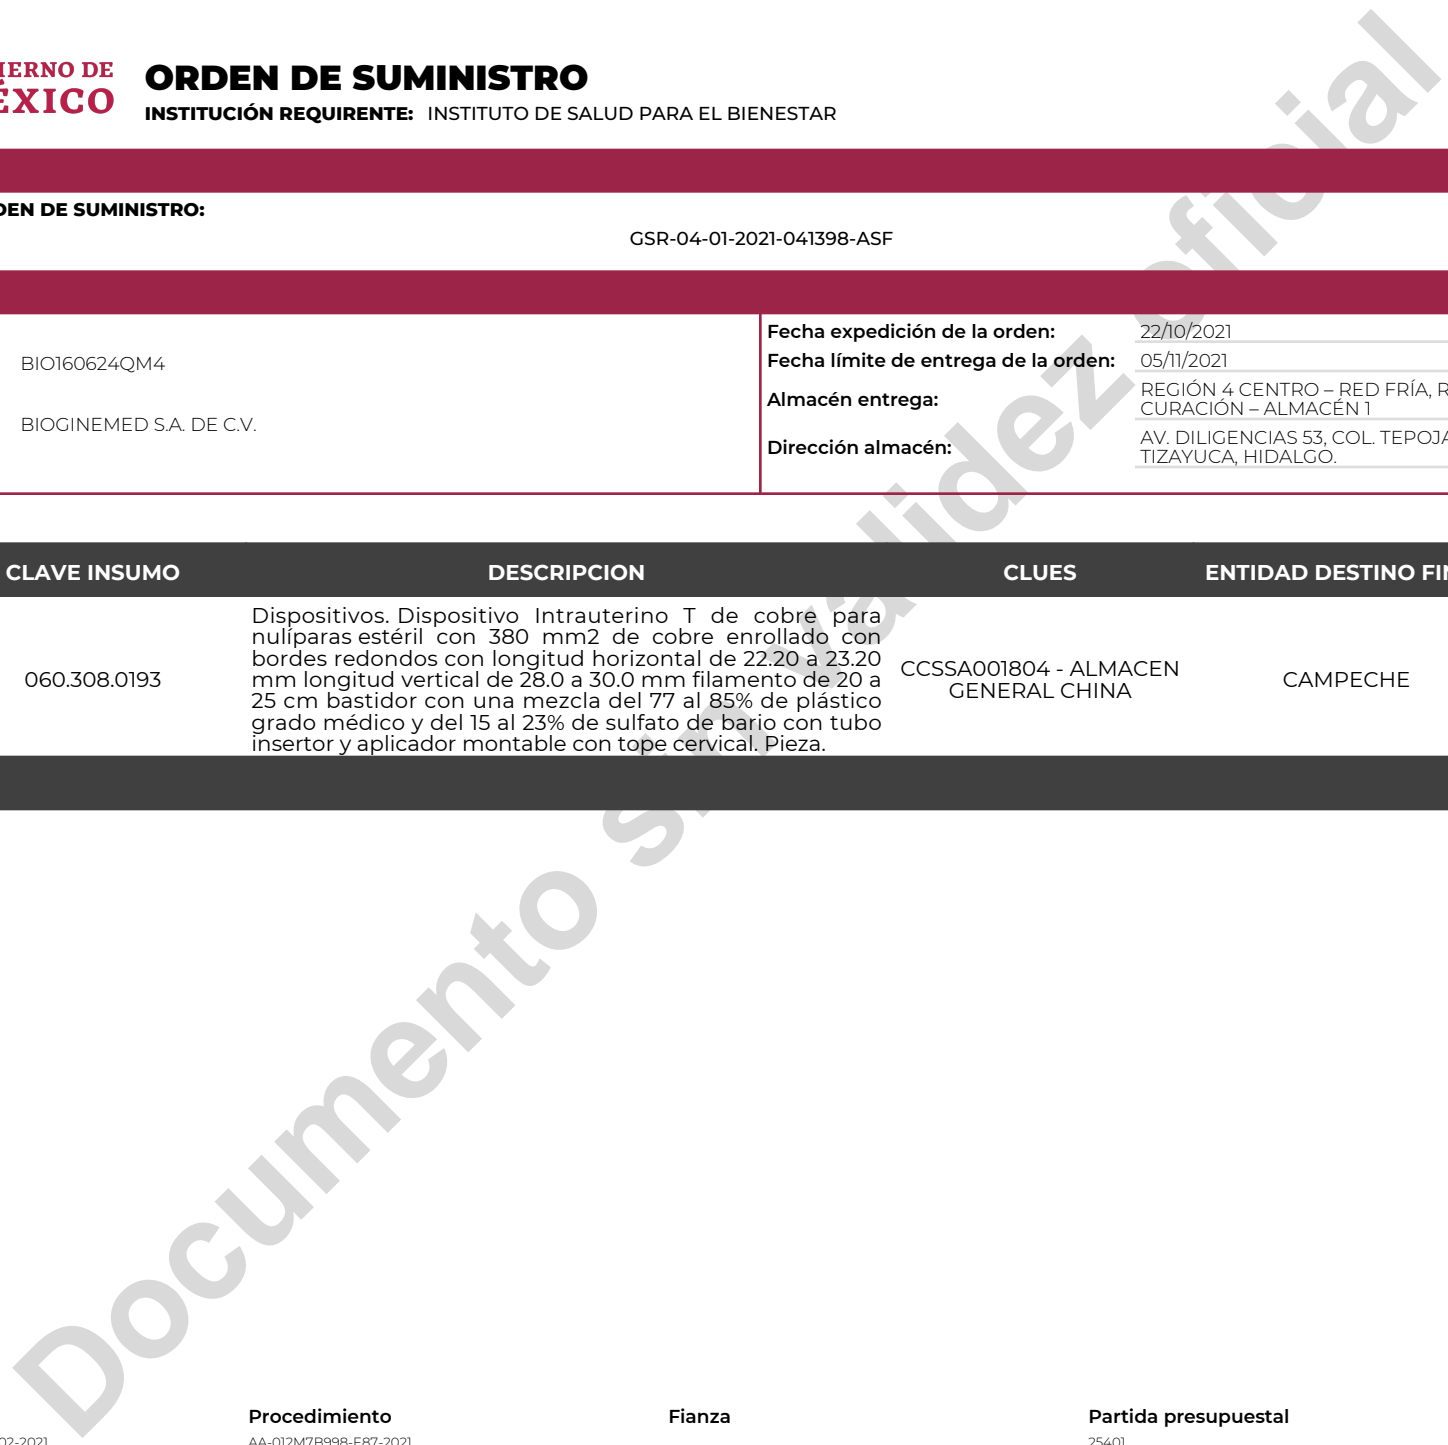 ORDEN DE SUMINISTRO
INSTITUCIÓN REQUIRENTE: INSTITUTO DE SALUD PARA EL BIENESTAR
DE
DE SUMINISTRO:
GSR-04-01-2021-041398-ASF
BIO160624QM4
BIOGINEMED S.A. DE C.V.
Fecha expedición de la orden: 22/10/2021
Fecha límite de entrega de la orden: 05/11/2021
Almacén entrega:
REGIÓN 4 CENTRO – RED FRÍA,
CURACIÓN – ALMACÉN 1
Dirección almacén:
AV. DILIGENCIAS 53, COL.
TIZAYUCA, HIDALGO.
CLAVE INSUMO DESCRIPCION CLUES ENTIDAD DESTINO
060.308.0193
Dispositivos. Dispositivo Intrauterino T de cobre para
nulíparas estéril con 380 mm2 de cobre enrollado con
bordes redondos con longitud horizontal de 22.20 a 23.20
mm longitud vertical de 28.0 a 30.0 mm filamento de 20 a
25 cm bastidor con una mezcla del 77 al 85% de plástico
grado médico y del 15 al 23% de sulfato de bario con tubo
insertor y aplicador montable con tope cervical. Pieza.
CCSSA001804 - ALMACEN
GENERAL CHINA
CAMPECHE
Documento sin validez oficial
Procedimiento Fianza Partida presupuestal